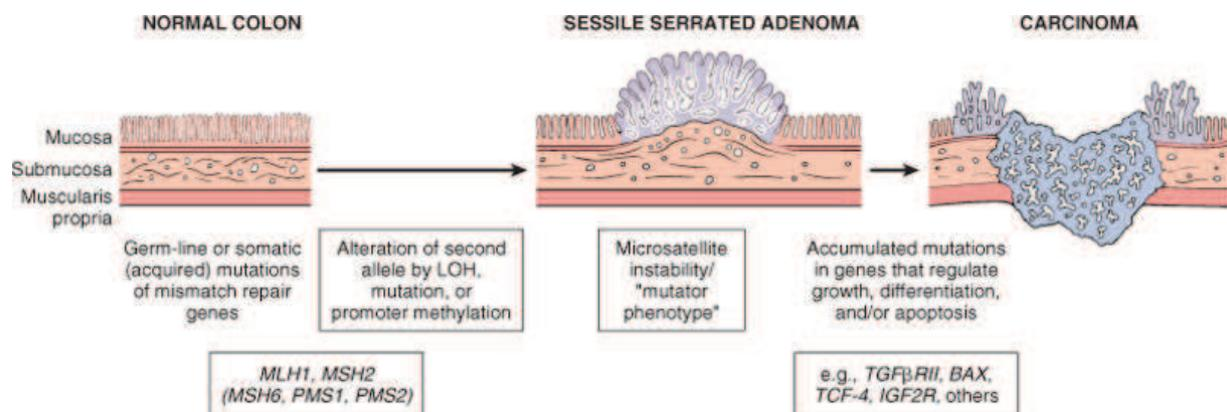 NORMAL COLON
SESSILE SERRATED ADENOMA
CARCINOMA
Mucosa
Submucosa
Muscularis
propria
Germ-line or somatic
(acquired) mutations
of mismatch repair
genes
Alteration of second
allele by LOH,
mutation, or
promoter methylation
Microsatellite
instability/
"mutator
phenotype"
Accumulated mutations
in genes that regulate
growth, differentiation,
and/or apoptosis
MLH1, MSH2
(MSH6, PMS1, PMS2)
e.g., TGFβRII, BAX,
TCF-4, IGF2R, others